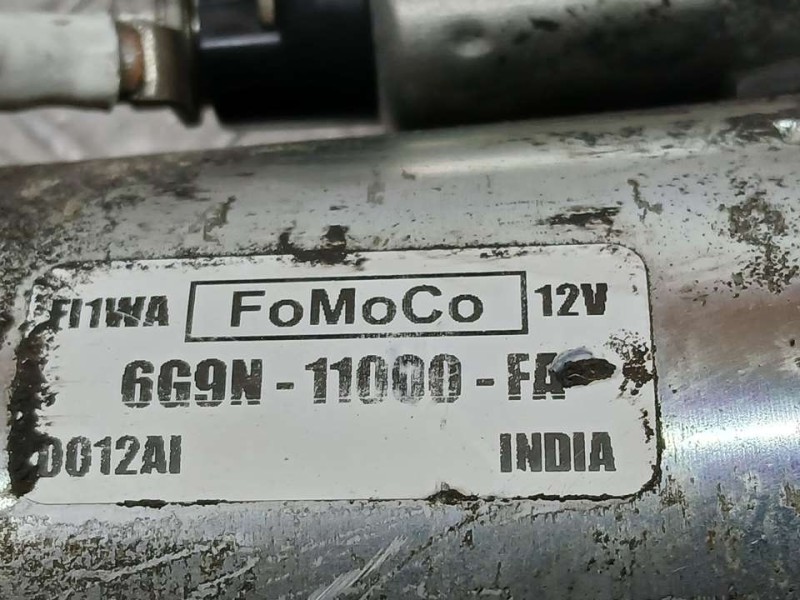 FI1WA FoMoCo 12V
6G9N - 11000 - FA
D012AI INDIA